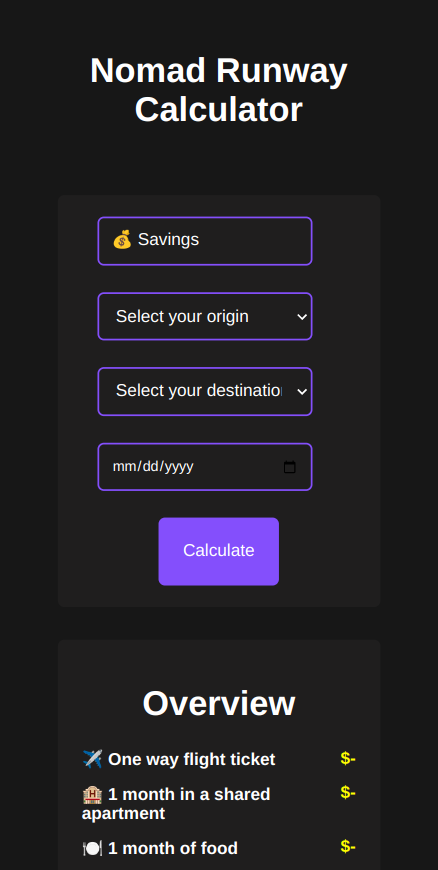 Nomad Runway
Calculator
💰 Savings
Select your origin
Select your destination
mm/dd/yyyy
Calculate
Overview
✈️ One way flight ticket $-
🏨 1 month in a shared $-
apartment
🍽️ 1 month of food $-